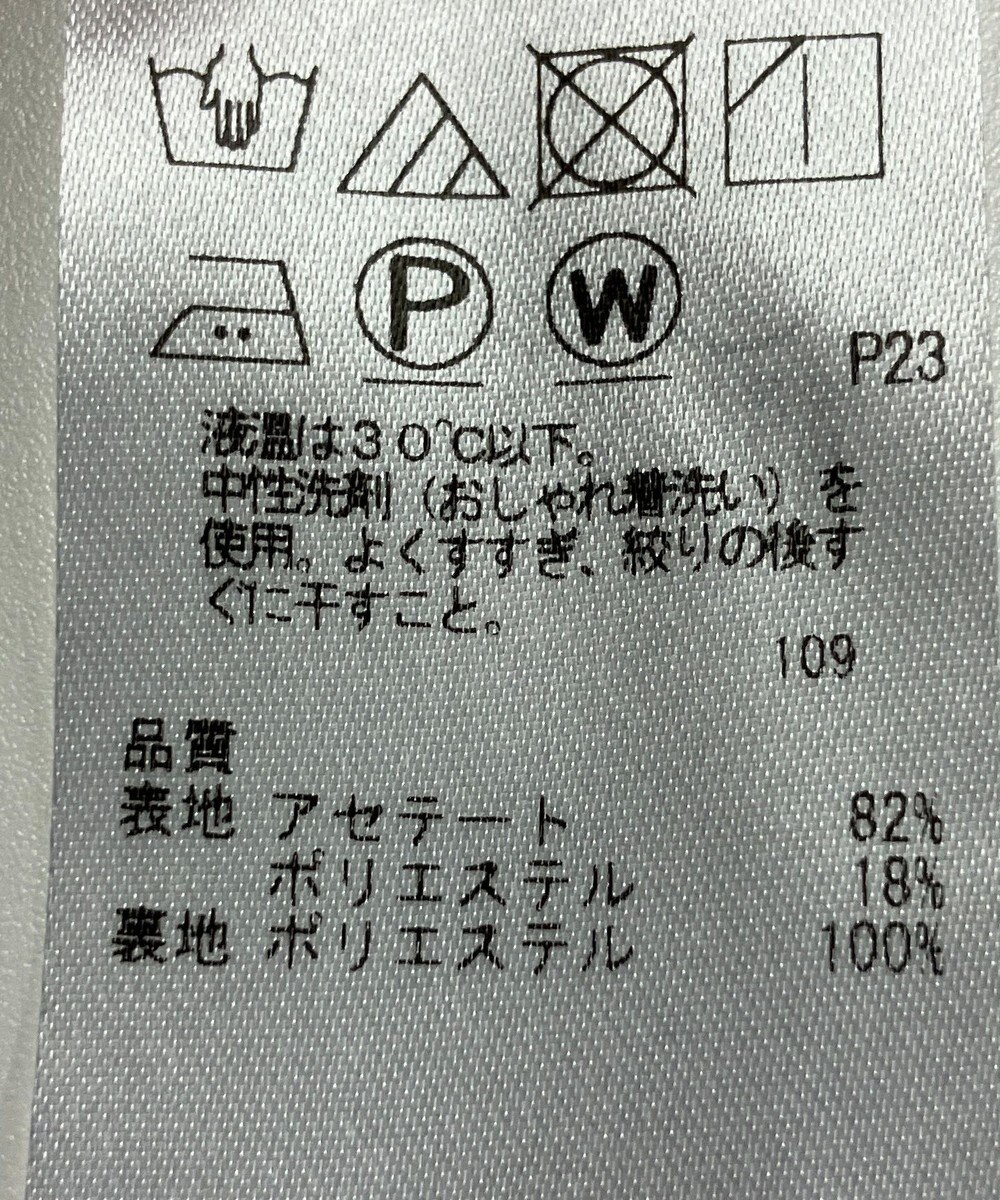 P W
P23
液温は30℃以下。
中性洗剤(おしゃれ着洗い)を
使用。よくすすぎ、絞りの後す
ぐに干すこと。
109
品質
表地 アセテート 82%
ポリエステル 18%
裏地 ポリエステル 100%